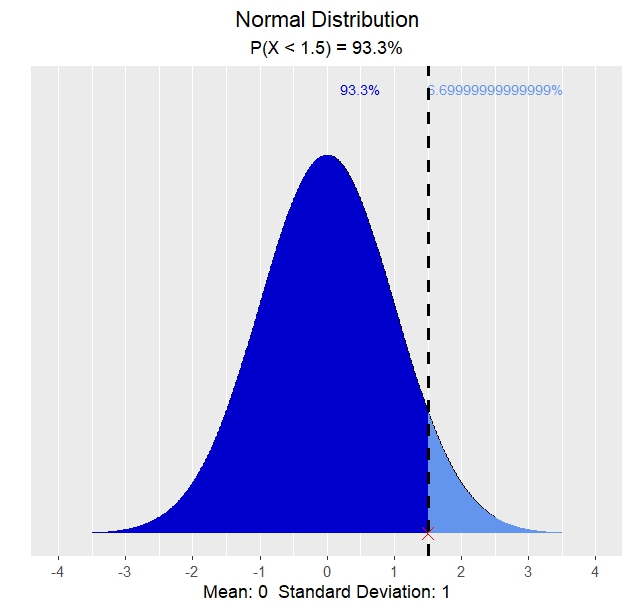 Normal Distribution
P(X < 1.5) = 93.3%
93.3% 6.69999999999999%
-4 -3 -2 -1 0 1 2 3 4
Mean: 0 Standard Deviation: 1